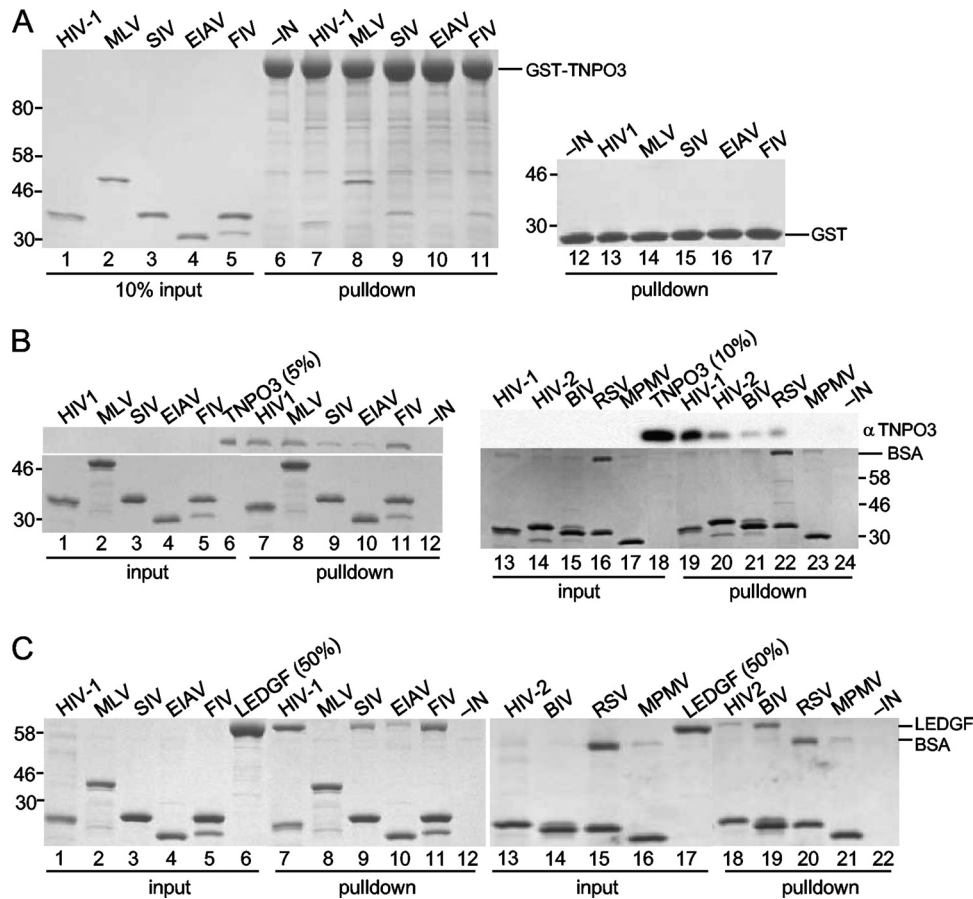 A
HIV-1 MLV SIV EIAV FIV –IN HIV-1 MLV SIV EIAV FIV
GST-TNPO3
80
58
46
30
1 2 3 4 5 6 7 8 9 10 11
10% input pulldown
–IN HIV1 MLV SIV EIAV FIV
46
30
GST
12 13 14 15 16 17
pulldown
B
HIV1 MLV SIV EIAV FIV TNPO3 (5%) HIV1 MLV SIV EIAV FIV –IN
46
30
1 2 3 4 5 6 7 8 9 10 11 12
input pulldown
HIV-1 HIV-2 BIV RSV MPMV TNPO3 (10%) HIV-1 HIV-2 BIV RSV MPMV –IN
α TNPO3
BSA
58
46
30
13 14 15 16 17 18 19 20 21 22 23 24
input pulldown
C
HIV-1 MLV SIV EIAV FIV LEDGF (50%) HIV-1 MLV SIV EIAV FIV –IN
58
46
30
1 2 3 4 5 6 7 8 9 10 11 12
input pulldown
HIV-2 BIV RSV MPMV LEDGF (50%) HIV2 BIV RSV MPMV –IN
LEDGF
BSA
13 14 15 16 17 18 19 20 21 22
input pulldown